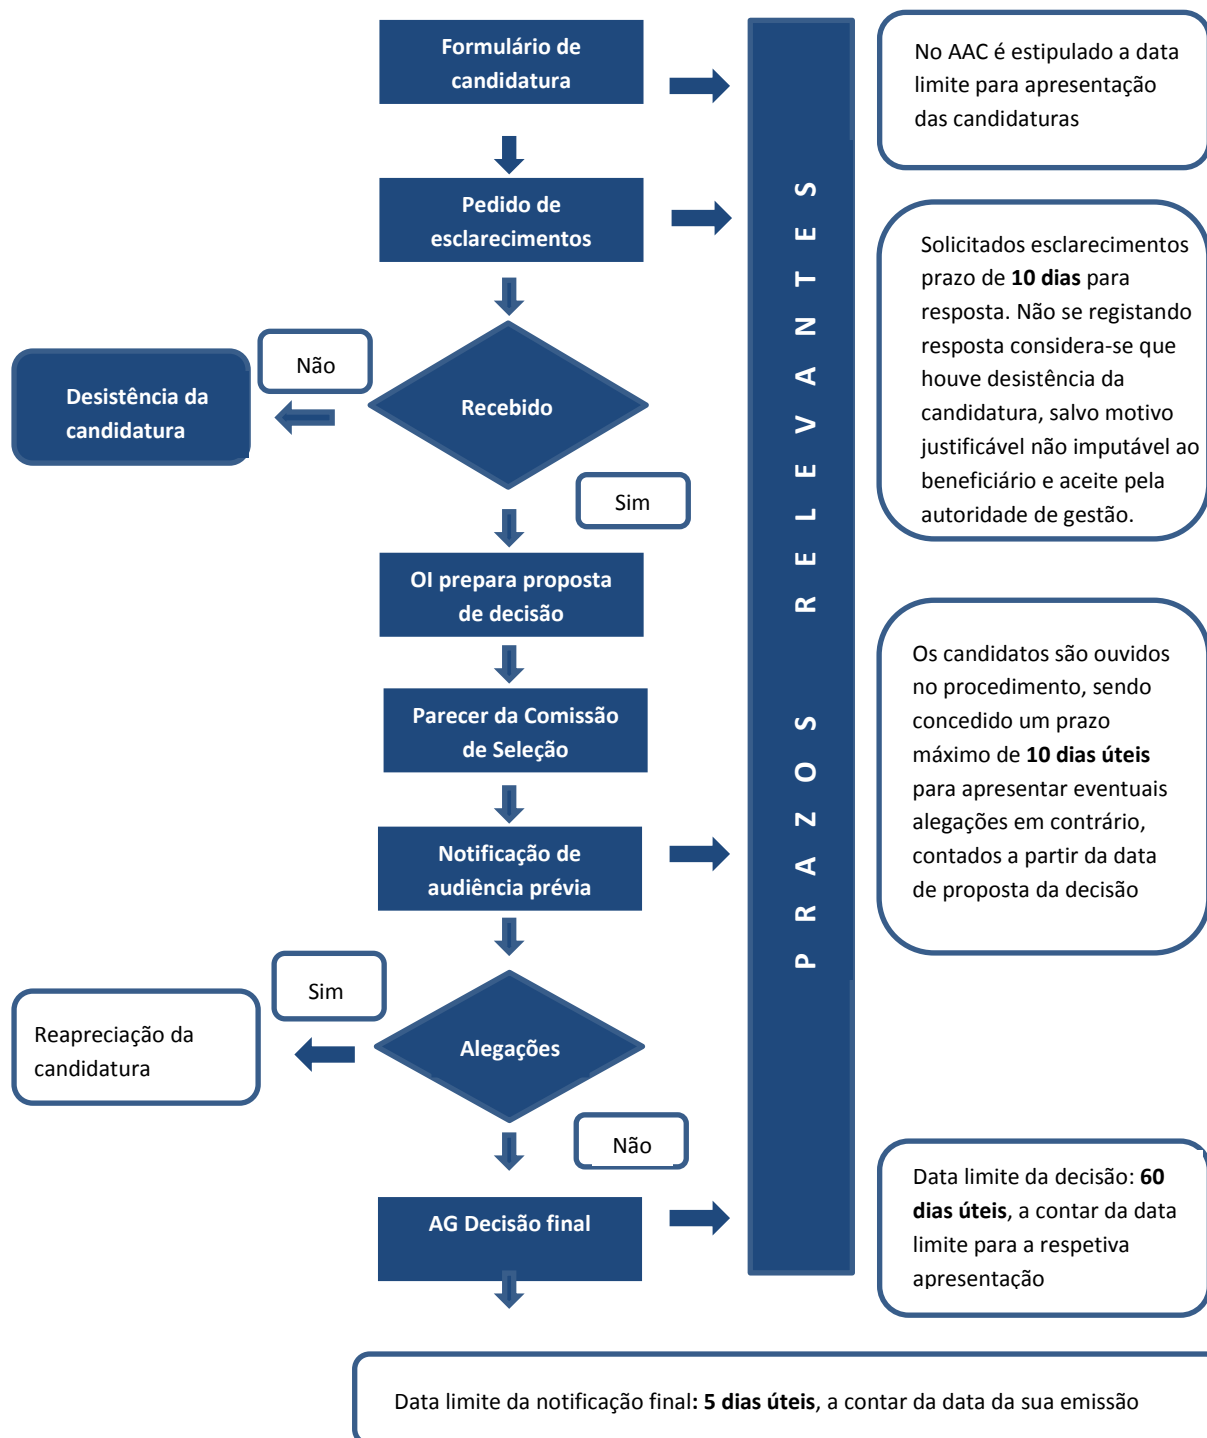 Formulário de
candidatura
No AAC é estipulado a data
limite para apresentação
das candidaturas
Pedido de
esclarecimentos
Solicitados esclarecimentos
prazo de 10 dias para
resposta. Não se registando
resposta considera-se que
houve desistência da
candidatura, salvo motivo
justificável não imputável ao
beneficiário e aceite pela
autoridade de gestão.
Não
Desistência da
candidatura
Recebido
Sim
OI prepara proposta
de decisão
Parecer da Comissão
de Seleção
Notificação de
audiência prévia
Os candidatos são ouvidos
no procedimento, sendo
concedido um prazo
máximo de 10 dias úteis
para apresentar eventuais
alegações em contrário,
contados a partir da data
de proposta da decisão
PRAZOS RELEVANTES
Sim
Reapreciação da
candidatura
Alegações
Não
AG Decisão final
Data limite da decisão: 60
dias úteis, a contar da data
limite para a respetiva
apresentação
Data limite da notificação final: 5 dias úteis, a contar da data da sua emissão